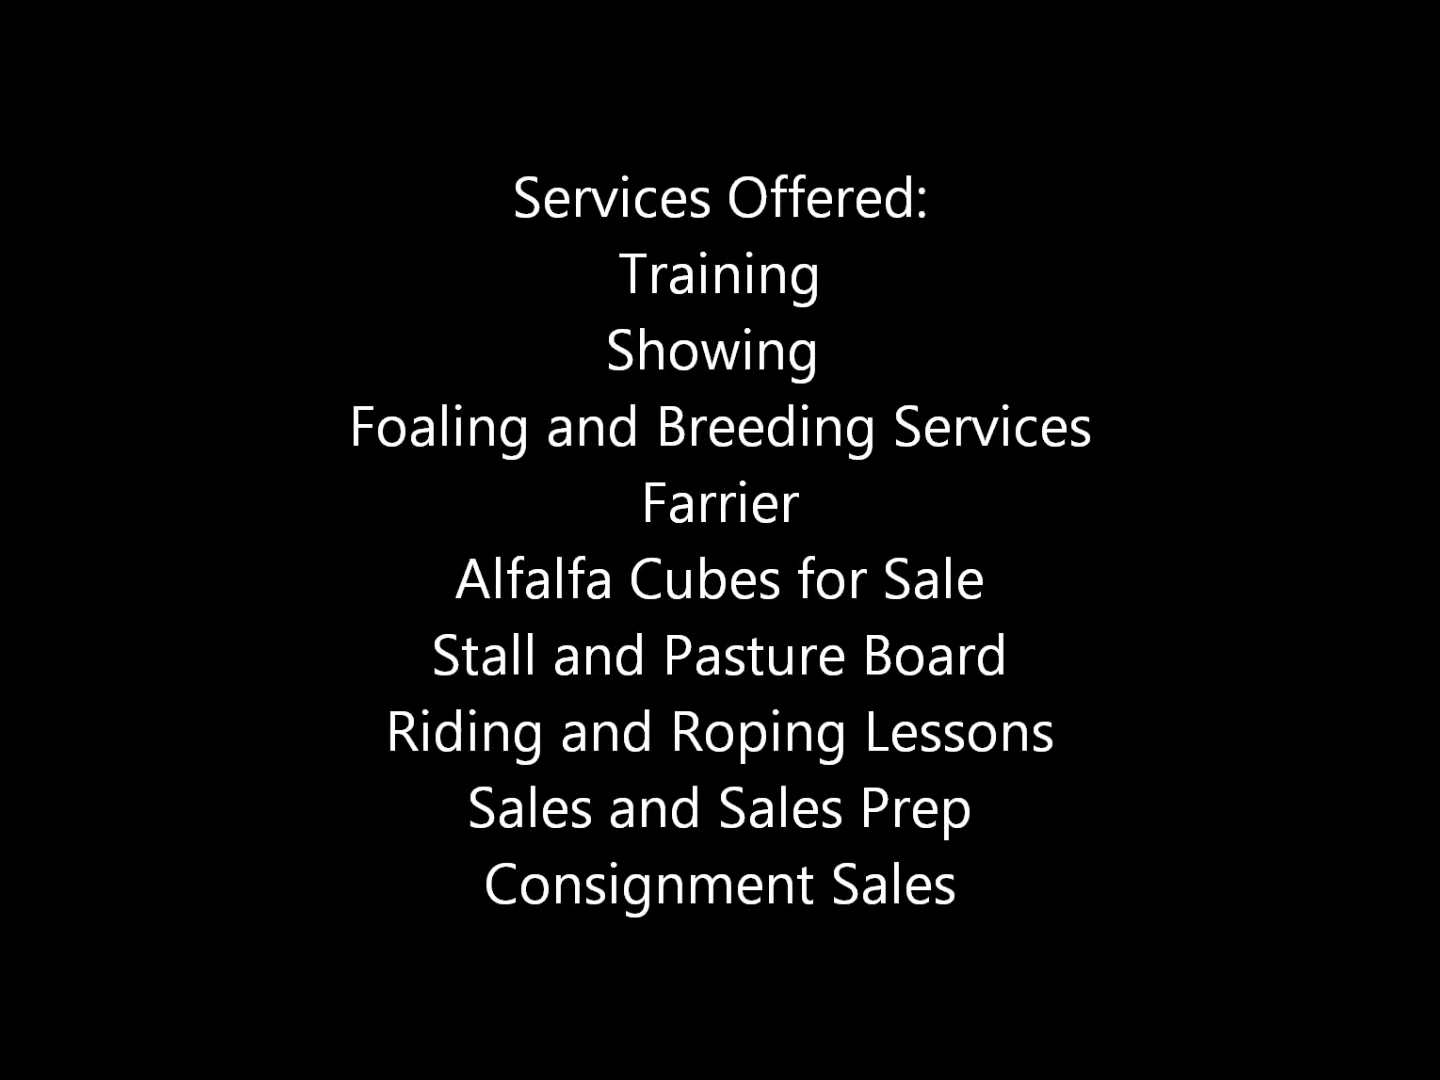 Services Offered:
Training
Showing
Foaling and Breeding Services
Farrier
Alfalfa Cubes for Sale
Stall and Pasture Board
Riding and Roping Lessons
Sales and Sales Prep
Consignment Sales